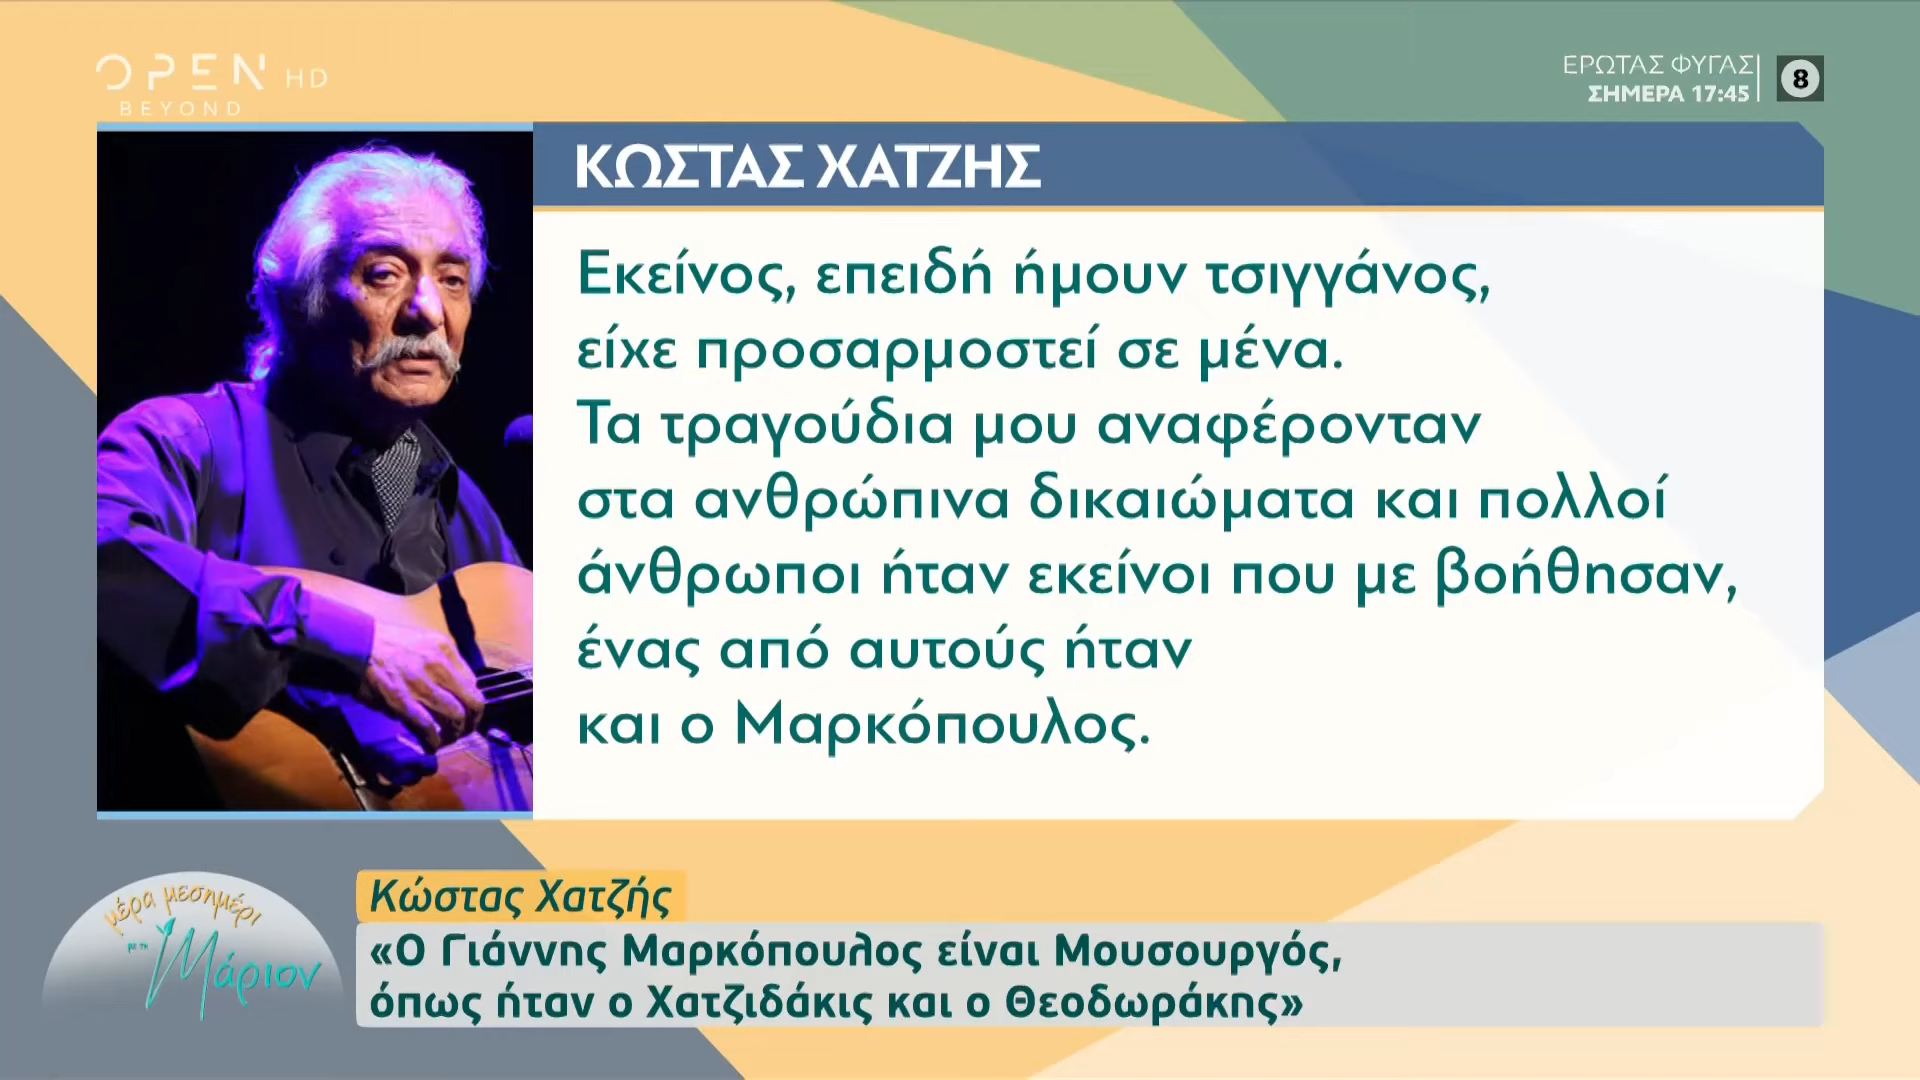 OPEN HD
BEYOND
ΕΡΩΤΑΣ ΦΥΓΑΣ
ΣΗΜΕΡΑ 17:45
8
ΚΩΣΤΑΣ ΧΑΤΖΗΣ
Εκείνος, επειδή ήμουν τσιγγάνος,
είχε προσαρμοστεί σε μένα.
Τα τραγούδια μου αναφέρονταν
στα ανθρώπινα δικαιώματα και πολλοί
άνθρωποι ήταν εκείνοι που με βοήθησαν,
ένας από αυτούς ήταν
και ο Μαρκόπουλος.
μέρα μεσημέρι
με τη
Μάριον
Κώστας Χατζής
«Ο Γιάννης Μαρκόπουλος είναι Μουσουργός,
όπως ήταν ο Χατζιδάκις και ο Θεοδωράκης»